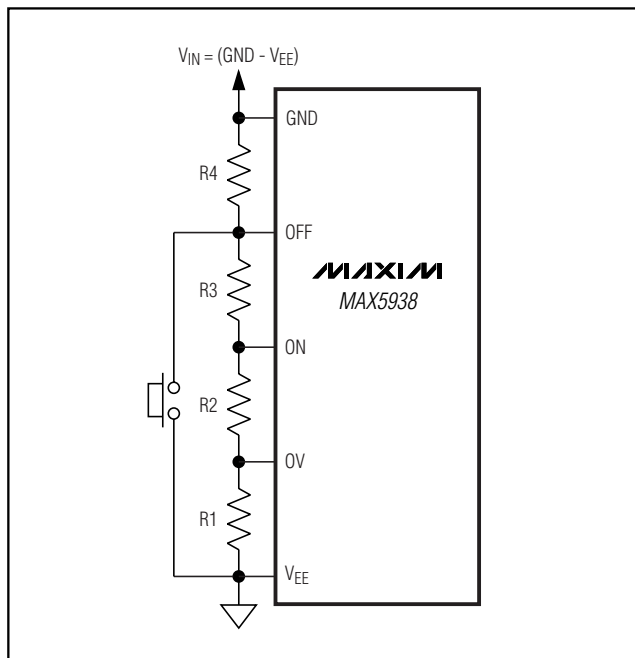 V_IN = (GND - V_EE)
GND
R4
OFF
R3
MAXIM
MAX5938
ON
R2
OV
R1
V_EE